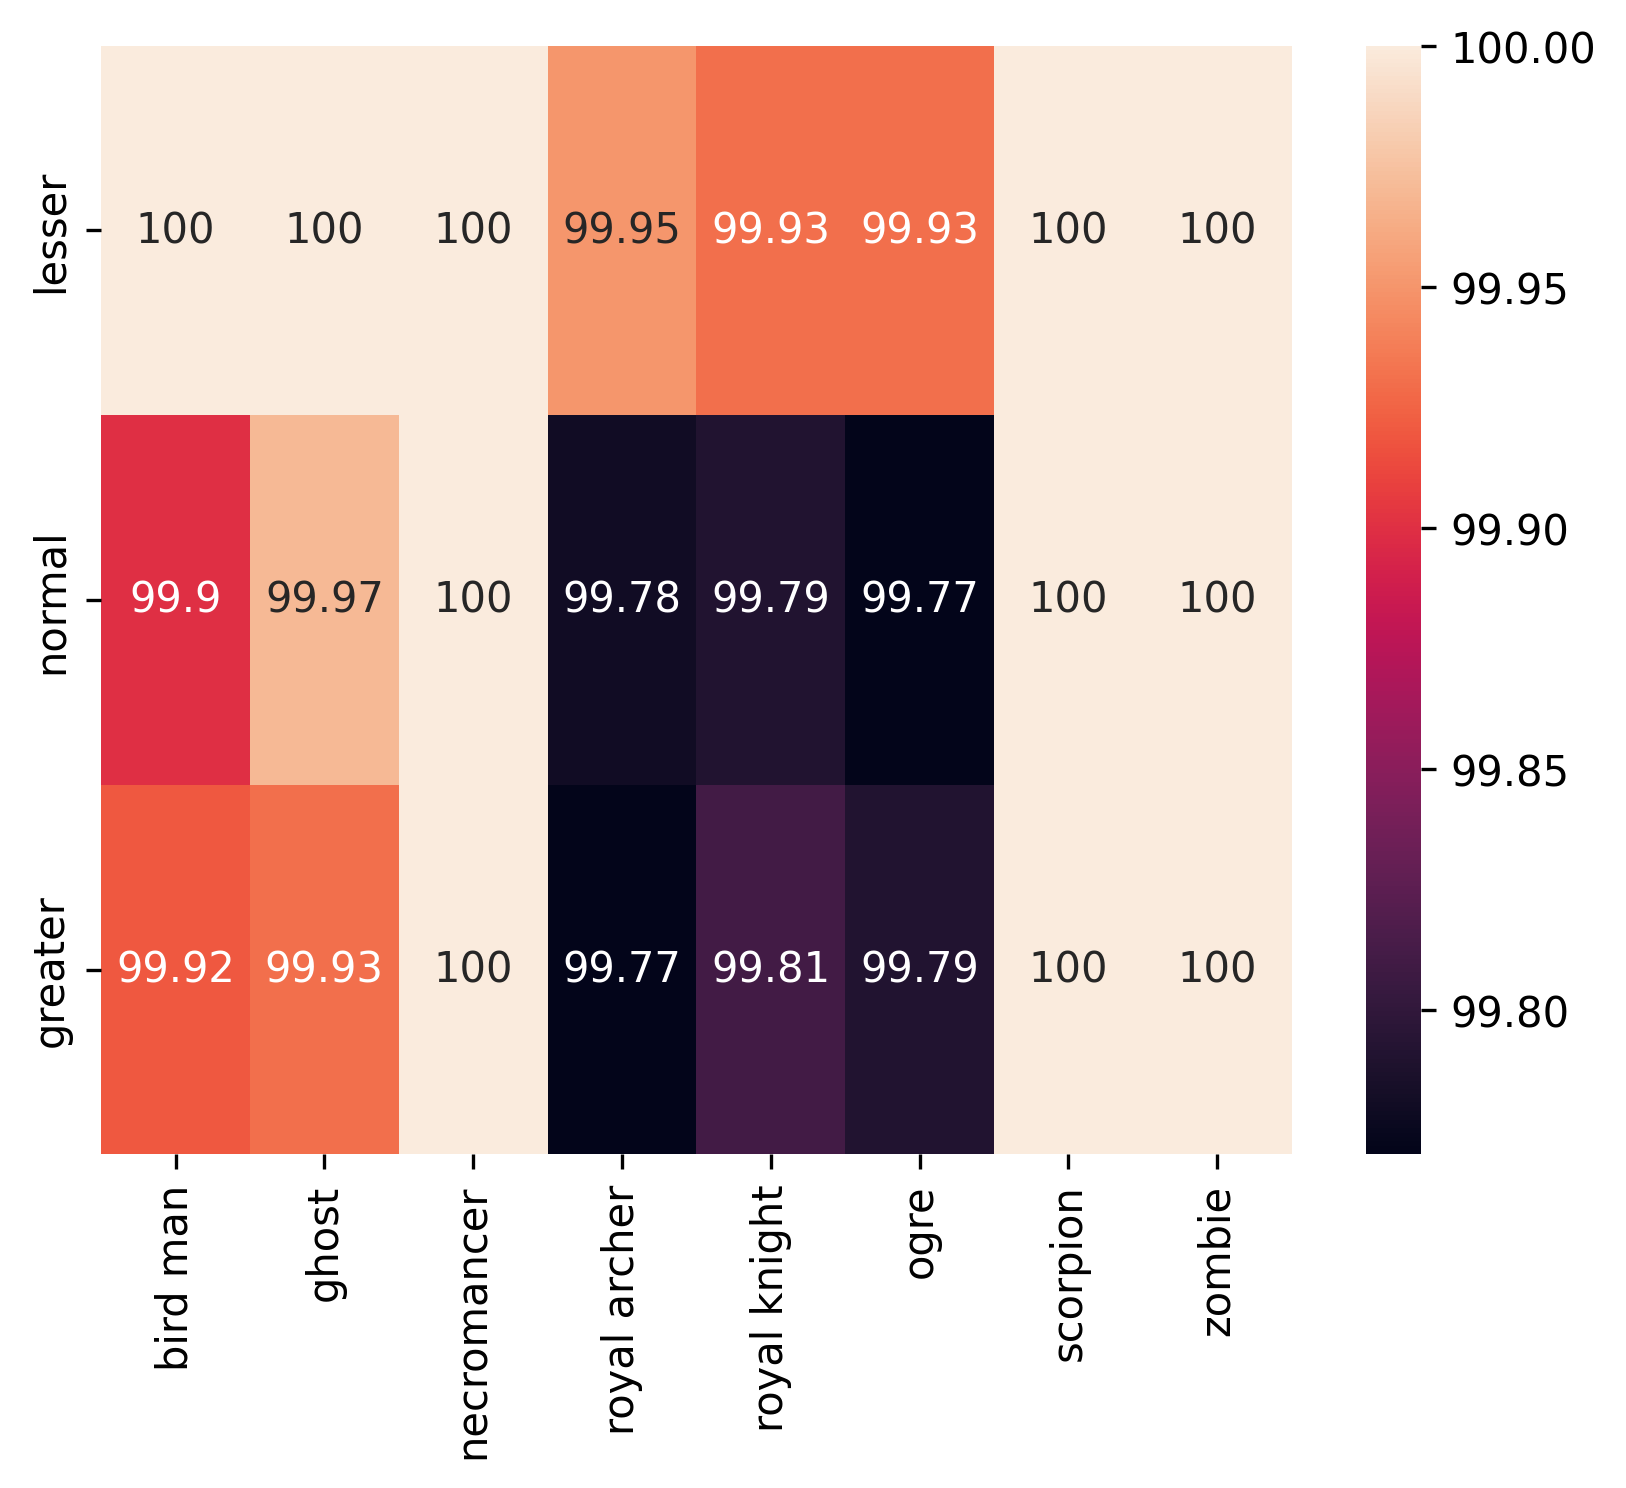 100.00
lesser 100 100 100 99.95 99.93 99.93 100 100
99.95
99.90
normal 99.9 99.97 100 99.78 99.79 99.77 100 100
99.85
greater 99.92 99.93 100 99.77 99.81 99.79 100 100
99.80
bird man ghost necromancer royal archer royal knight ogre scorpion zombie